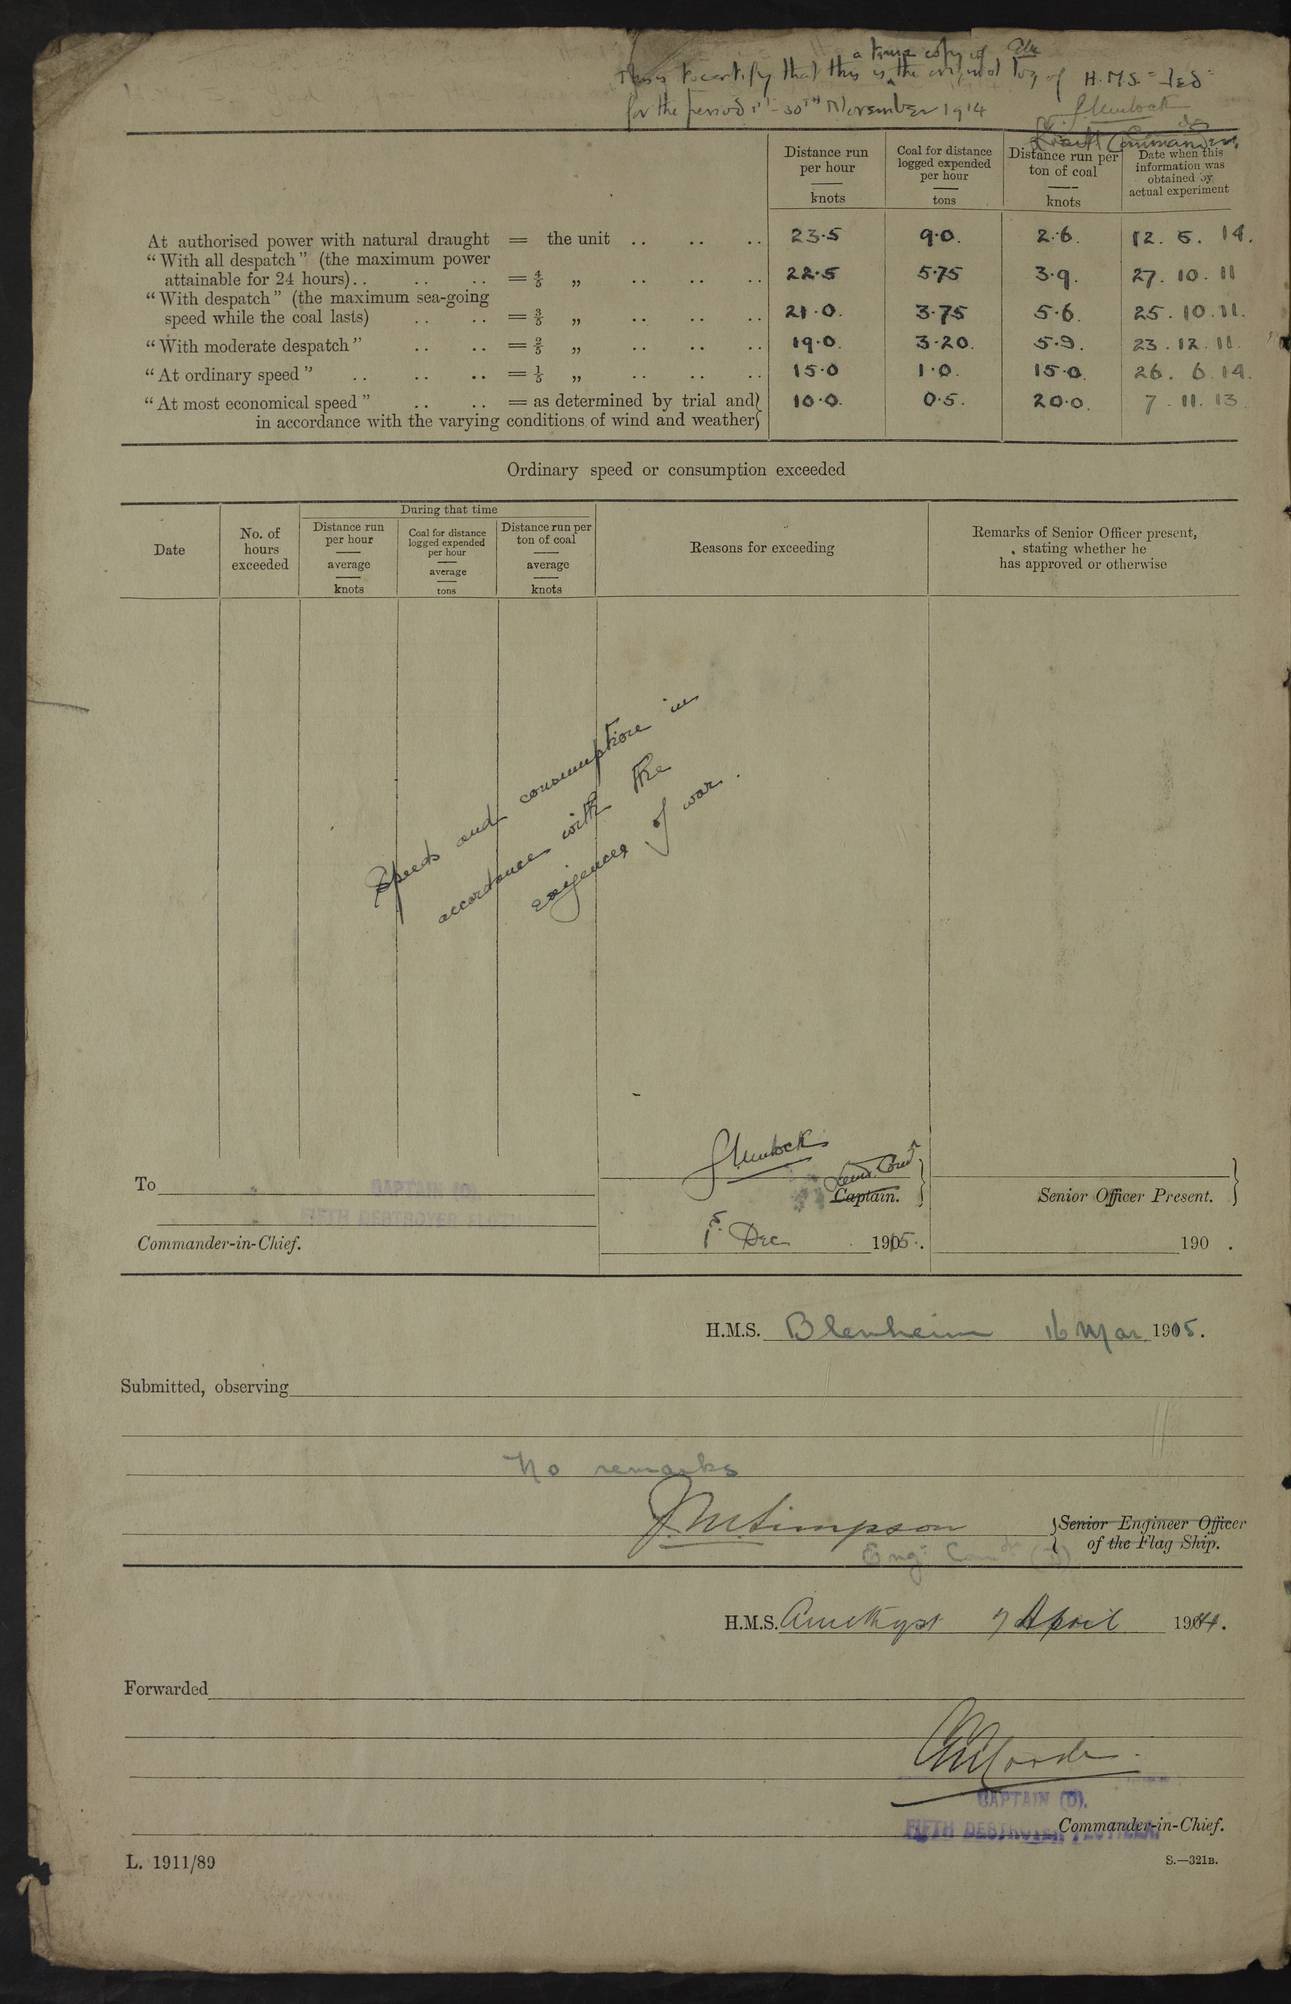 a true copy of the
This is to certify that this is the original log of H.M.S. "Jed"
for the period 1st - 30TH November 1914
Lieut Commander
Distance run per hour knots
Coal for distance logged expended per hour tons
Distance run per ton of coal knots
Date when this information was obtained by actual experiment
At authorised power with natural draught = the unit .. .. .. 23.5 9.0. 2.6. 12. 5. 14.
"With all despatch" (the maximum power
attainable for 24 hours).. .. .. = 4/5 „ .. .. .. 22.5 5.75 3.9. 27. 10. 11
"With despatch" (the maximum sea-going
speed while the coal lasts) .. .. = 3/5 „ .. .. .. 21.0. 3.75 5.6. 25. 10. 11.
"With moderate despatch" .. .. = 2/5 „ .. .. .. 19.0. 3.20. 5.9. 23. 12. 11.
"At ordinary speed" .. .. .. = 1/5 „ .. .. .. 15.0 1.0. 15.0. 26. 6. 14.
"At most economical speed" .. .. = as determined by trial and 10.0. 0.5. 20.0. 7. 11. 13
in accordance with the varying conditions of wind and weather
Ordinary speed or consumption exceeded
Date
No. of hours exceeded
During that time
Distance run per hour average knots
Coal for distance logged expended per hour average tons
Distance run per ton of coal average knots
Reasons for exceeding
Remarks of Senior Officer present, stating whether he has approved or otherwise
Speeds and consumption in
accordance with the
exigences of war.
To
CAPTAIN (D),
FIFTH DESTROYER FLOTILLA
Commander-in-Chief.
Lieut. Comdr
Captain.
Senior Officer Present.
Dec 1915.
190 .
H.M.S. Blenheim 16 Mar 1915.
Submitted, observing
No remarks
J. M. Simpson
Senior Engineer Officer
of the Flag Ship.
Engr. Comdr (D)
H.M.S. Amethyst 7 April
Forwarded
CAPTAIN (D),
FIFTH DESTROYER FLOTILLA.
Commander-in-Chief.
L. 1911/89
S.—321B.